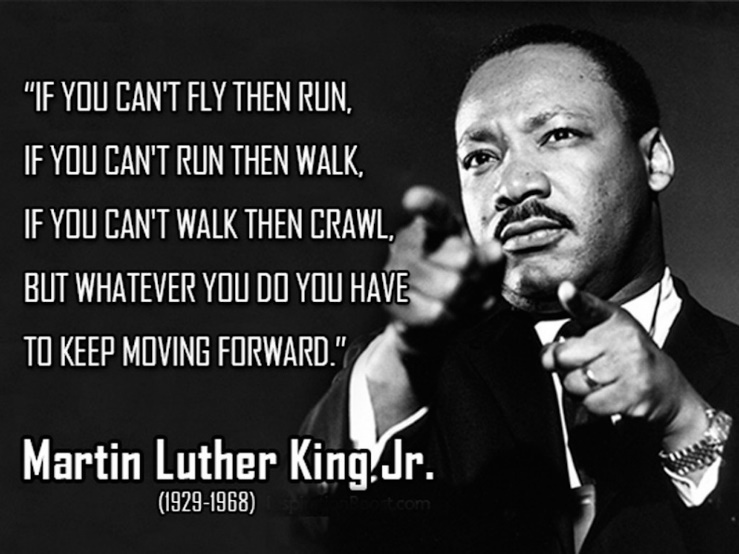 “IF YOU CAN'T FLY THEN RUN,
IF YOU CAN'T RUN THEN WALK,
IF YOU CAN'T WALK THEN CRAWL,
BUT WHATEVER YOU DO YOU HAVE
TO KEEP MOVING FORWARD.”
Martin Luther King, Jr.
(1929-1968)